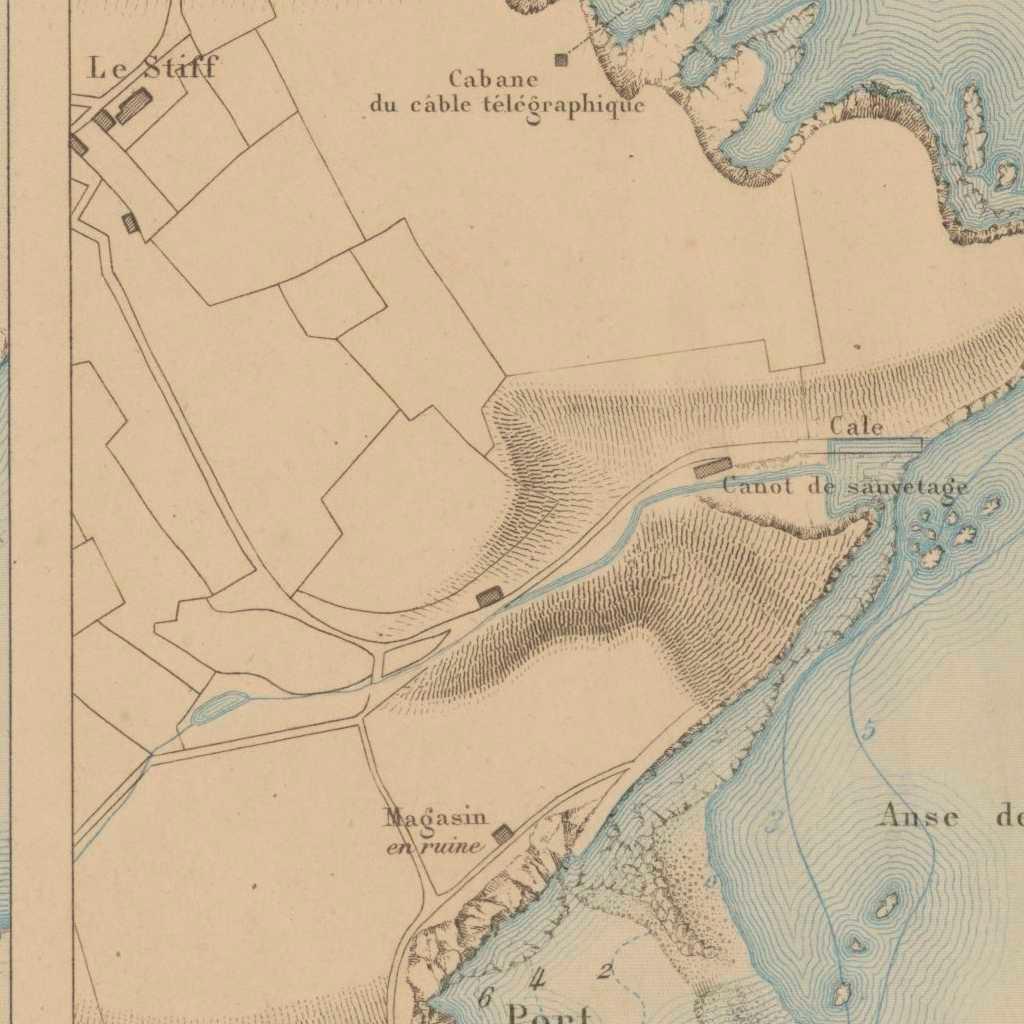 Le Stiff
Cabane
du câble télégraphique
Cale
Canot de sauvetage
5
3
Anse de
Magasin
en ruine
2
4
6
Port